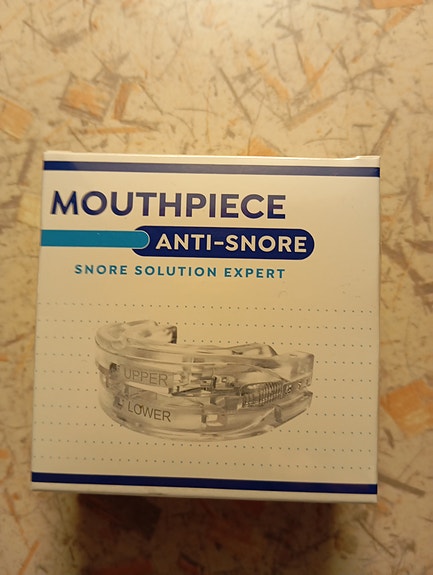 MOUTHPIECE
ANTI-SNORE
SNORE SOLUTION EXPERT
UPPER
LOWER